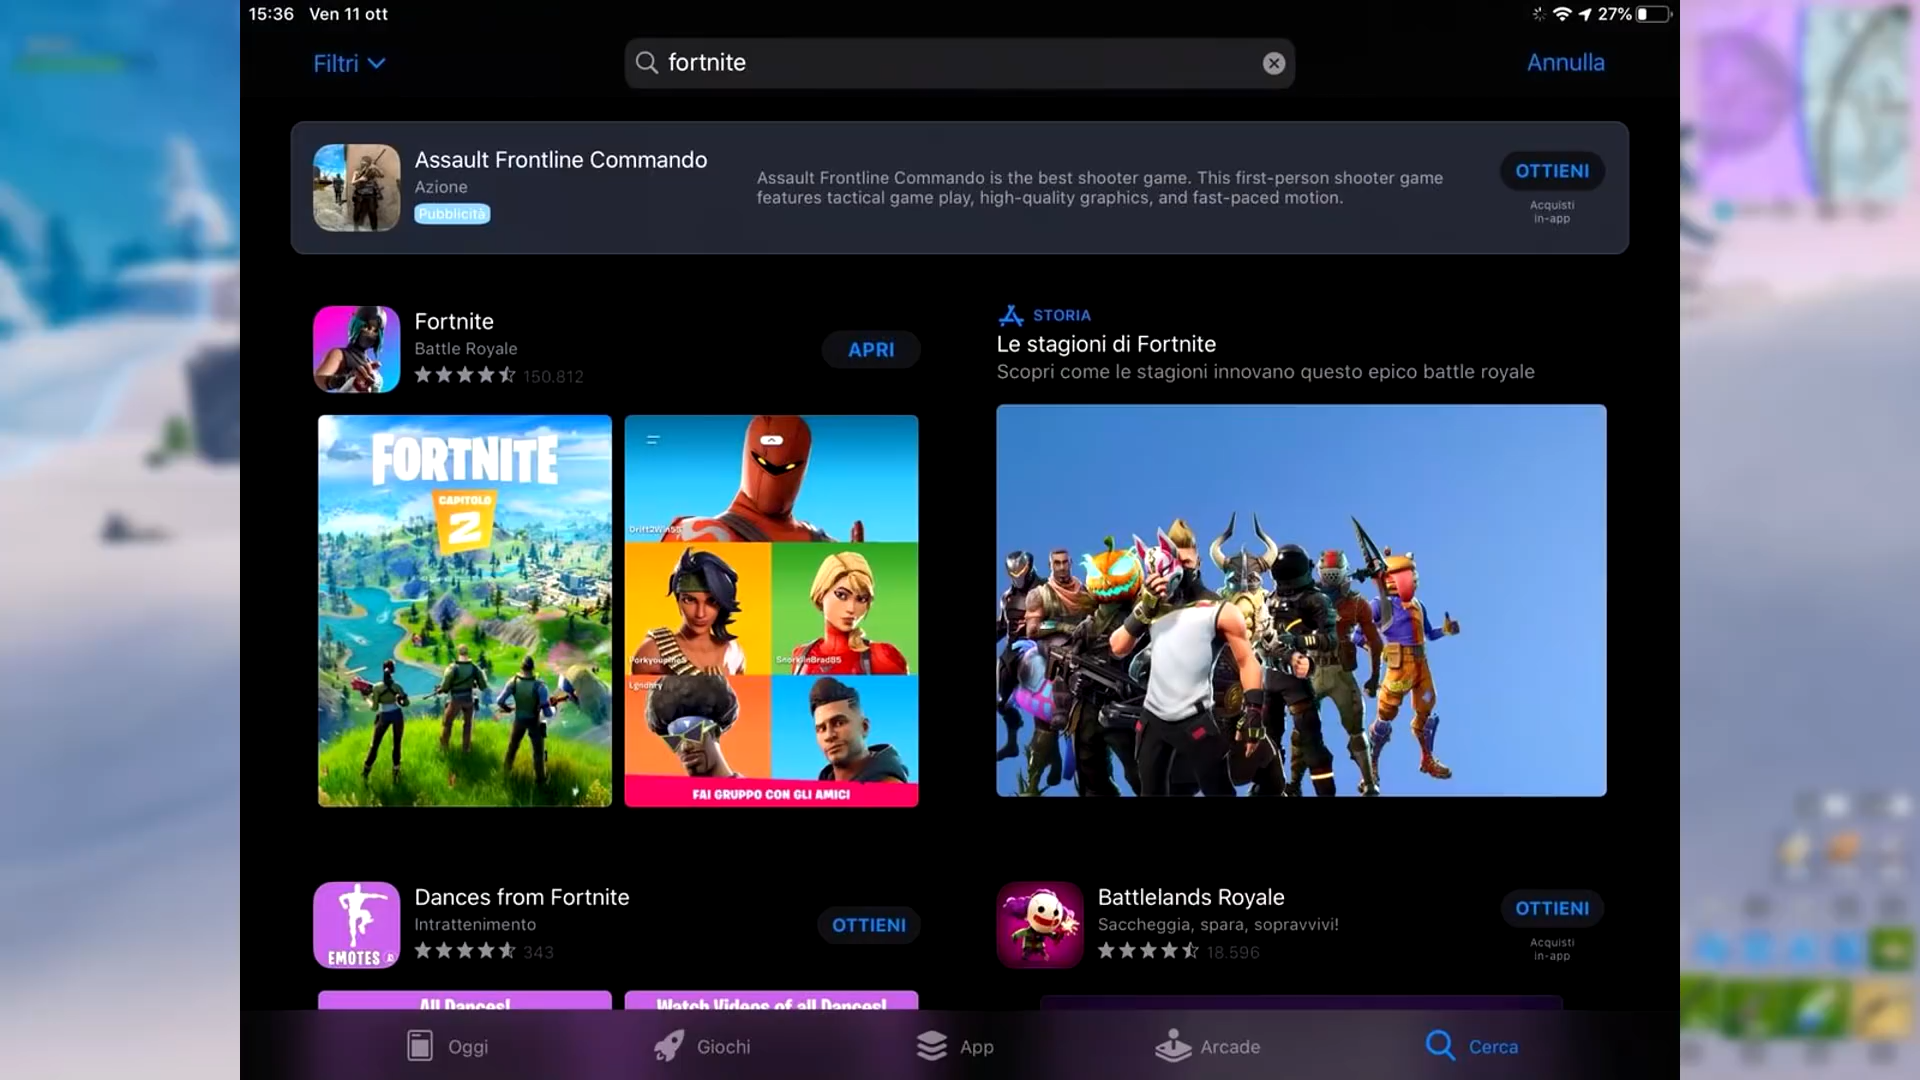 15:36 Ven 11 ott
27%
Filtri
fortnite
Annulla
Assault Frontline Commando
Azione
Pubblicità
Assault Frontline Commando is the best shooter game. This first-person shooter game
features tactical game play, high-quality graphics, and fast-paced motion.
OTTIENI
Acquisti
in-app
Fortnite
Battle Royale
150.812
APRI
STORIA
Le stagioni di Fortnite
Scopri come le stagioni innovano questo epico battle royale
FORTNITE
CAPITOLO
2
Drift2Win55
SnorklinBrad85
FAI GRUPPO CON GLI AMICI
Dances from Fortnite
Intrattenimento
343
EMOTES
OTTIENI
Battlelands Royale
Saccheggia, spara, sopravvivi!
18.596
OTTIENI
Acquisti
in-app
All Dances!
Watch Videos of all Dances!
Oggi
Giochi
App
Arcade
Cerca